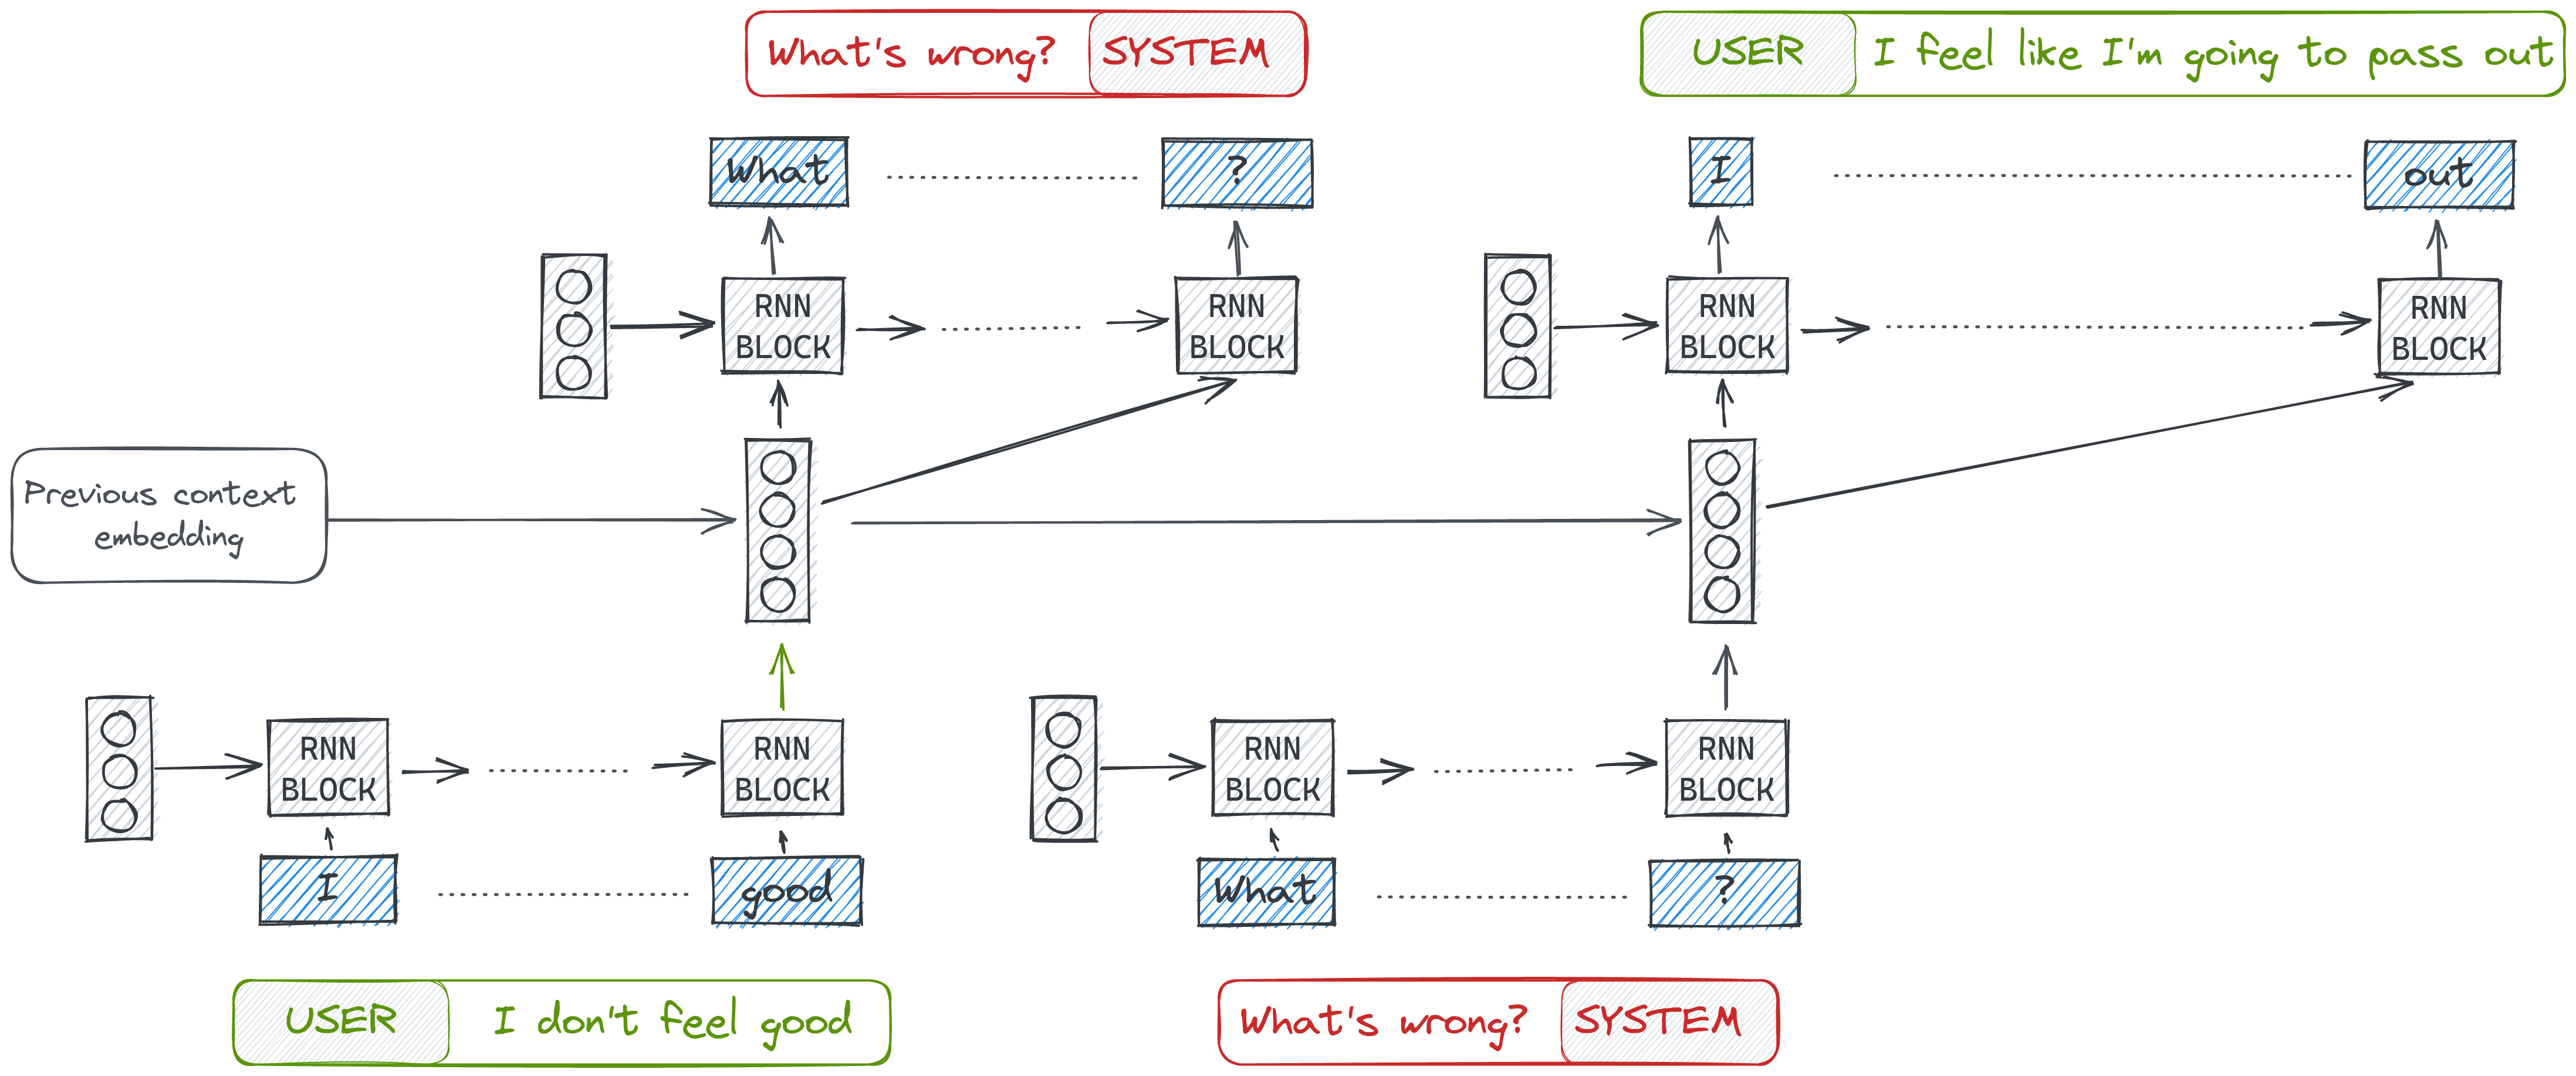 What's wrong? SYSTEM
USER I feel like I'm going to pass out
What ?
I out
RNN
BLOCK
RNN
BLOCK
RNN
BLOCK
RNN
BLOCK
Previous context
embedding
RNN
BLOCK
RNN
BLOCK
RNN
BLOCK
RNN
BLOCK
I good
What ?
USER I don't feel good
What's wrong? SYSTEM